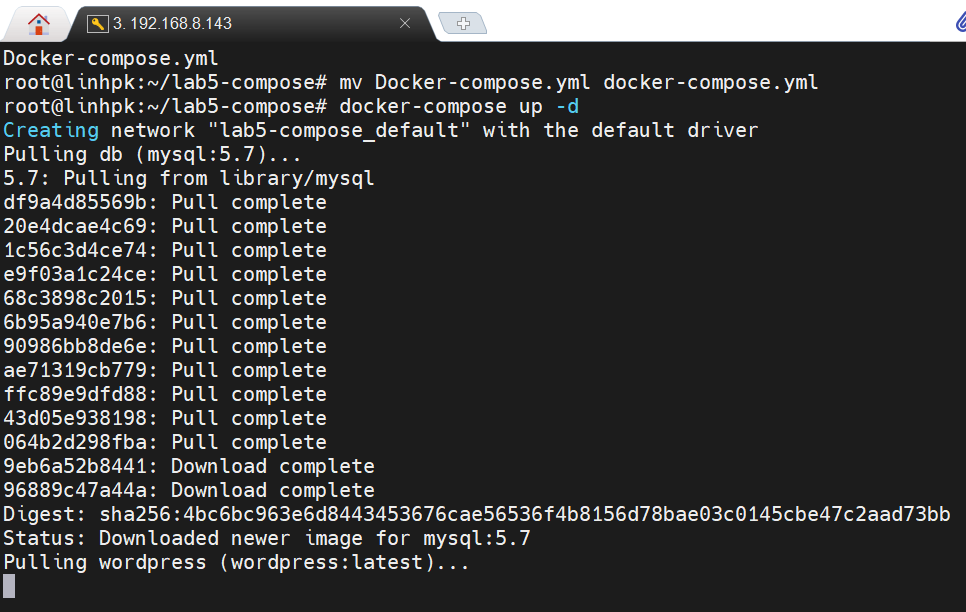 3. 192.168.8.143
Docker-compose.yml
root@linhpk:~/lab5-compose# mv Docker-compose.yml docker-compose.yml
root@linhpk:~/lab5-compose# docker-compose up -d
Creating network "lab5-compose_default" with the default driver
Pulling db (mysql:5.7)...
5.7: Pulling from library/mysql
df9a4d85569b: Pull complete
20e4dcae4c69: Pull complete
1c56c3d4ce74: Pull complete
e9f03a1c24ce: Pull complete
68c3898c2015: Pull complete
6b95a940e7b6: Pull complete
90986bb8de6e: Pull complete
ae71319cb779: Pull complete
ffc89e9dfd88: Pull complete
43d05e938198: Pull complete
064b2d298fba: Pull complete
9eb6a52b8441: Download complete
96889c47a44a: Download complete
Digest: sha256:4bc6bc963e6d8443453676cae56536f4b8156d78bae03c0145cbe47c2aad73bb
Status: Downloaded newer image for mysql:5.7
Pulling wordpress (wordpress:latest)...